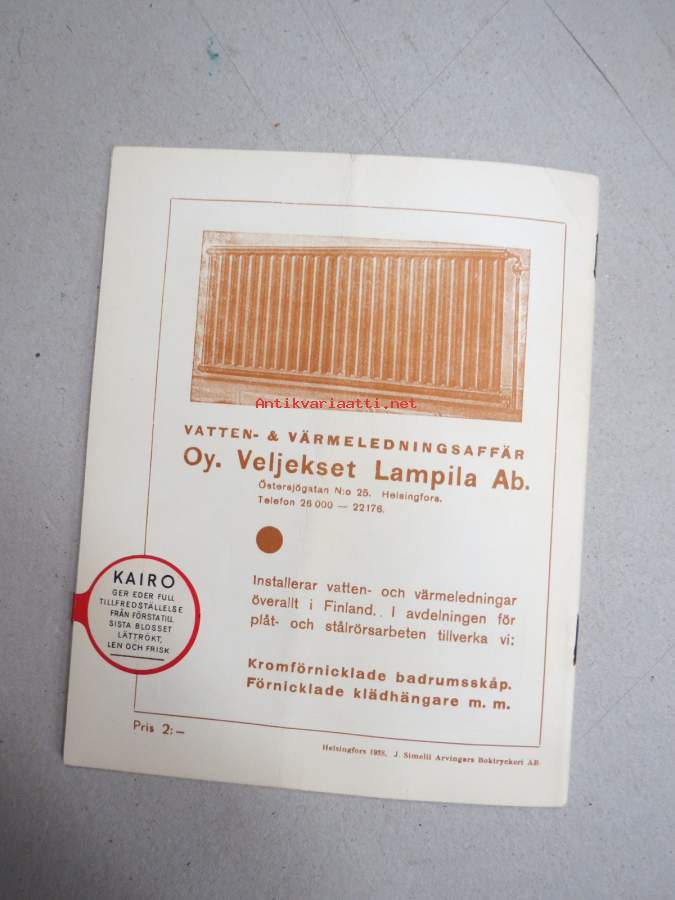 Antikvariaatti.net
VATTEN- & VÄRMELEDNINGSAFFÄR
Oy. Veljekset Lampila Ab.
Östersjögatan N:o 25. Helsingfors.
Telefon 26 000 — 22176.
Installerar vatten- och värmeledningar
överallt i Finland. I avdelningen för
plåt- och stålrörsarbeten tillverka vi:
Kromförnicklade badrumsskåp.
Förnicklade klädhängare m. m.
KAIRO
GER EDER FULL
TILLFREDSTÄLLELSE
FRÅN FÖRSTA TILL
SISTA BLOSSET
LÄTTRÖKT,
LEN OCH FRISK
Pris 2:—
Helsingfors 1938, J. Simelii Arvingars Boktryckeri AB